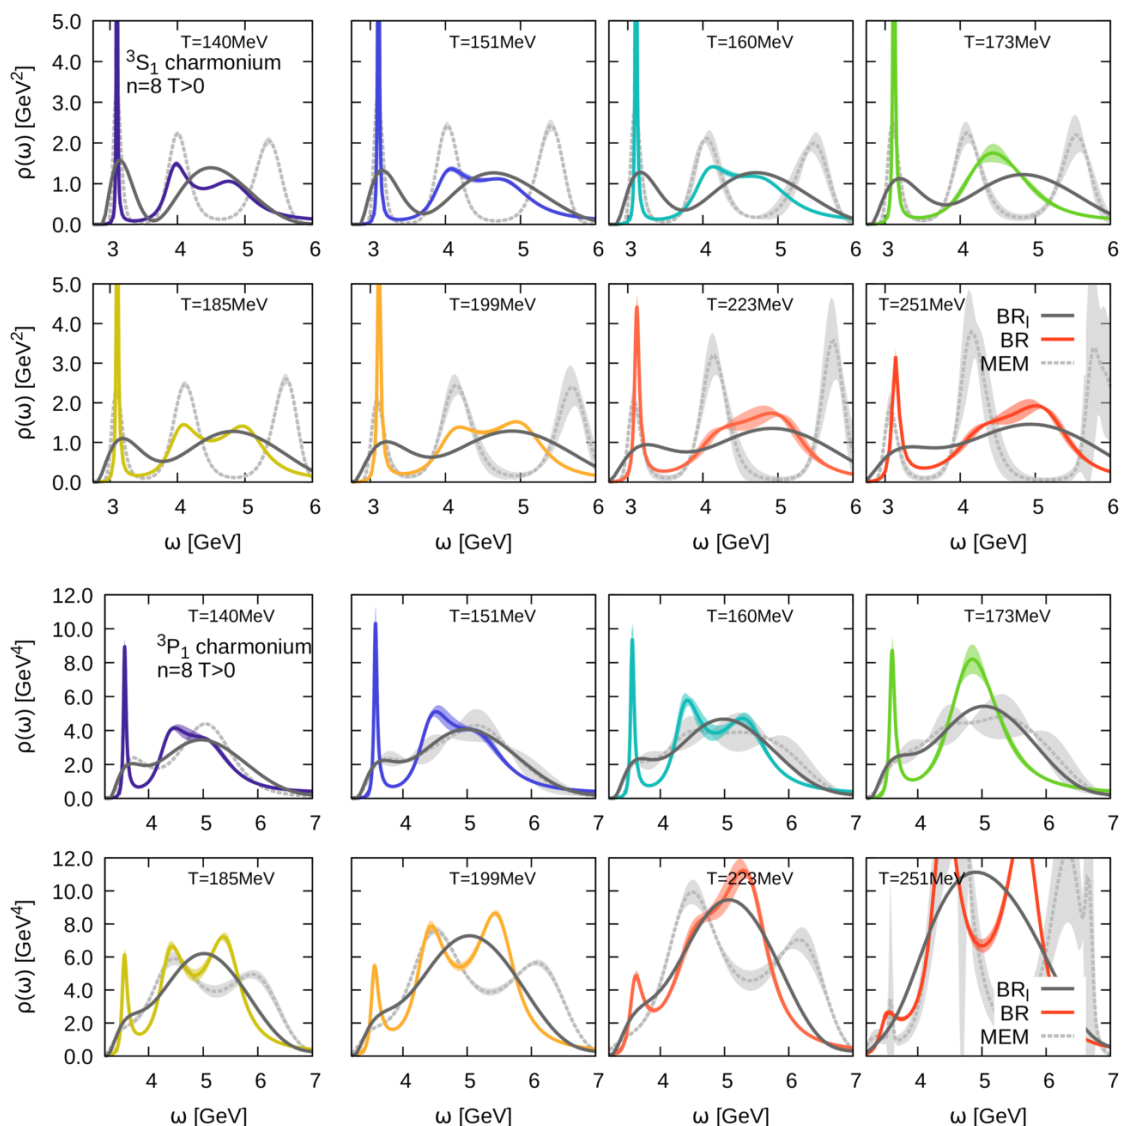 5.0
4.0
3.0
2.0
1.0
0.0
ρ(ω) [GeV²]
T=140MeV
³S₁ charmonium
n=8 T>0
T=151MeV
T=160MeV
T=173MeV
3 4 5 6
3 4 5 6
3 4 5 6
3 4 5 6
5.0
4.0
3.0
2.0
1.0
0.0
ρ(ω) [GeV²]
T=185MeV
T=199MeV
T=223MeV
T=251MeV
BR_I
BR
MEM
3 4 5 6
3 4 5 6
3 4 5 6
3 4 5 6
ω [GeV]
ω [GeV]
ω [GeV]
ω [GeV]
12.0
10.0
8.0
6.0
4.0
2.0
0.0
ρ(ω) [GeV⁴]
T=140MeV
³P₁ charmonium
n=8 T>0
T=151MeV
T=160MeV
T=173MeV
4 5 6 7
4 5 6 7
4 5 6 7
4 5 6 7
12.0
10.0
8.0
6.0
4.0
2.0
0.0
ρ(ω) [GeV⁴]
T=185MeV
T=199MeV
T=223MeV
T=251MeV
BR_I
BR
MEM
4 5 6 7
4 5 6 7
4 5 6 7
4 5 6 7
ω [GeV]
ω [GeV]
ω [GeV]
ω [GeV]